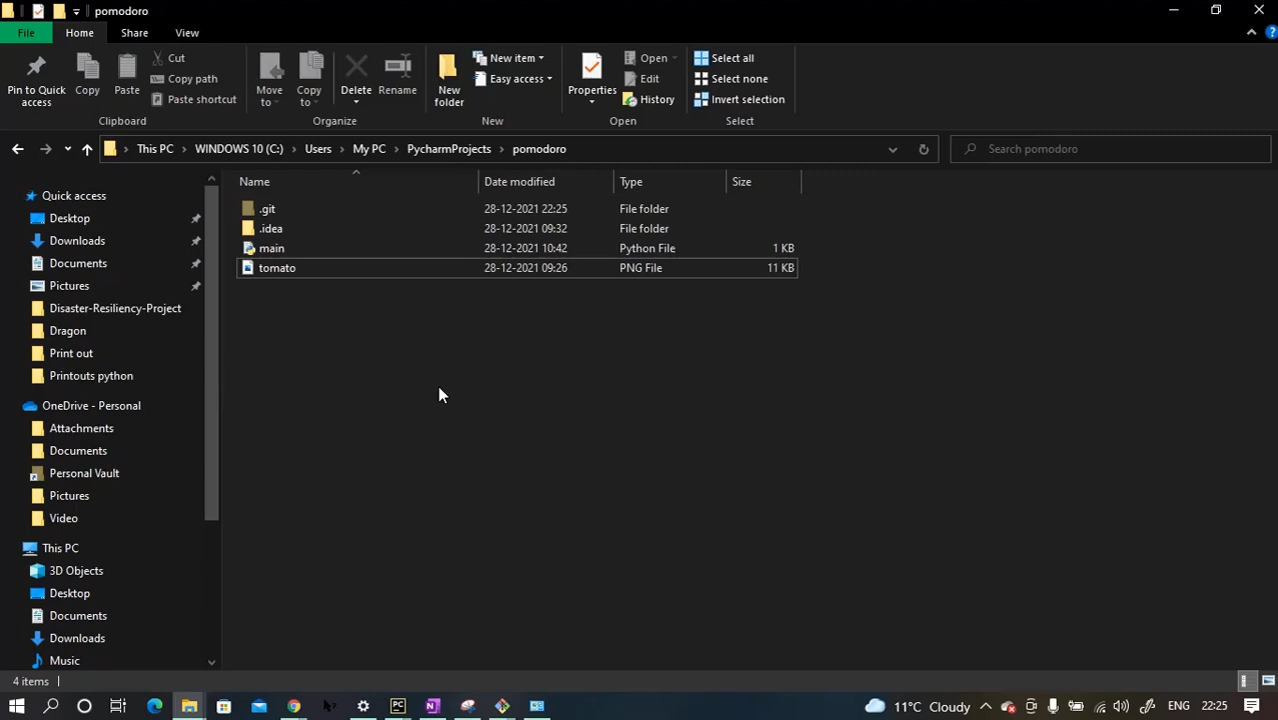 pomodoro
File Home Share View
Pin to Quick access
Copy
Paste
Cut
Copy path
Paste shortcut
Clipboard
Move to
Copy to
Delete
Rename
Organize
New folder
New item
Easy access
New
Properties
Open
Edit
History
Open
Select all
Select none
Invert selection
Select
This PC › WINDOWS 10 (C:) › Users › My PC › PycharmProjects › pomodoro
Search pomodoro
Name Date modified Type Size
.git 28-12-2021 22:25 File folder
.idea 28-12-2021 09:32 File folder
main 28-12-2021 10:42 Python File 1 KB
tomato 28-12-2021 09:26 PNG File 11 KB
Quick access
Desktop
Downloads
Documents
Pictures
Disaster-Resiliency-Project
Dragon
Print out
Printouts python
OneDrive - Personal
Attachments
Documents
Personal Vault
Pictures
Video
This PC
3D Objects
Desktop
Documents
Downloads
Music
4 items
PC
N
11°C Cloudy
22:25